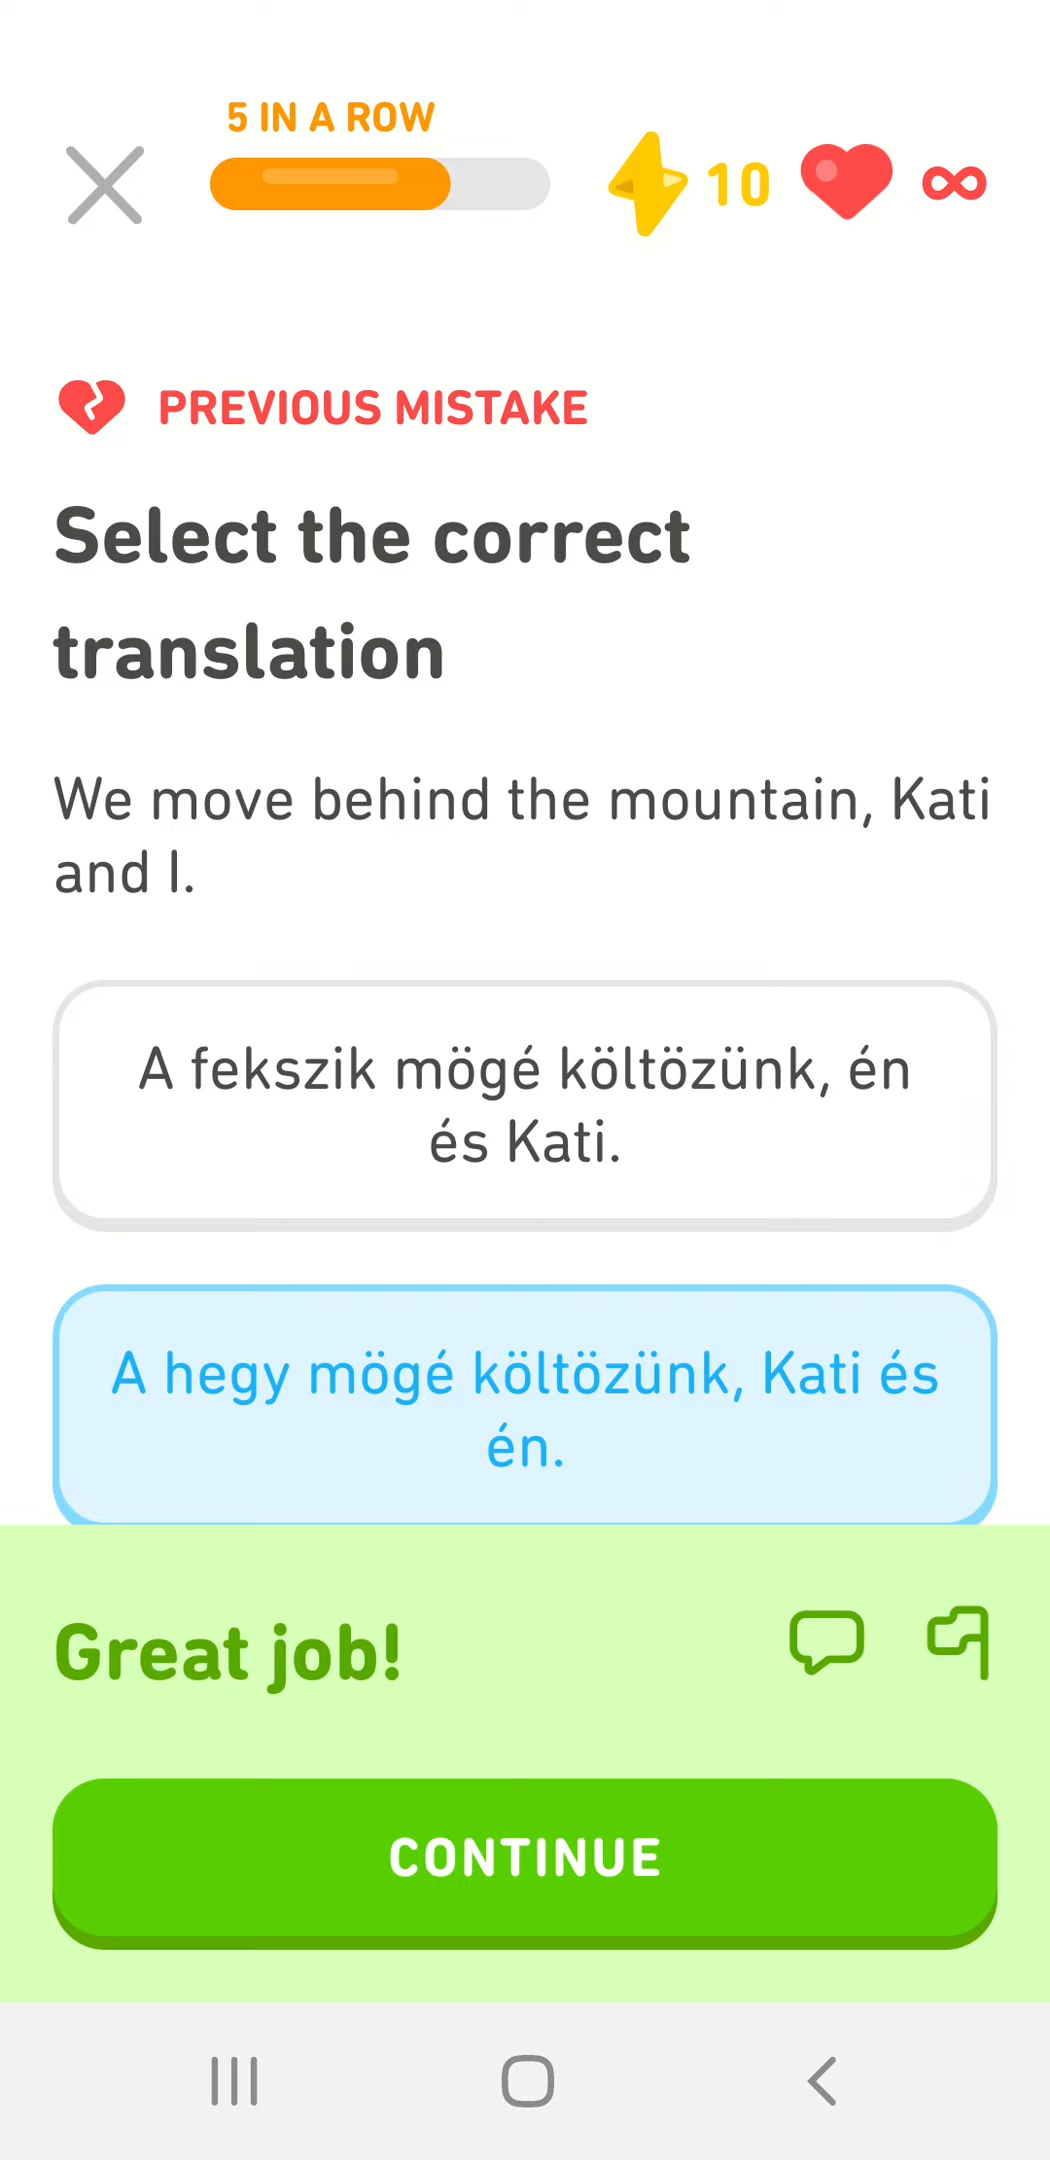 5 IN A ROW
10
∞
PREVIOUS MISTAKE
Select the correct
translation
We move behind the mountain, Kati
and I.
A fekszik mögé költözünk, én
és Kati.
A hegy mögé költözünk, Kati és
én.
Great job!
CONTINUE